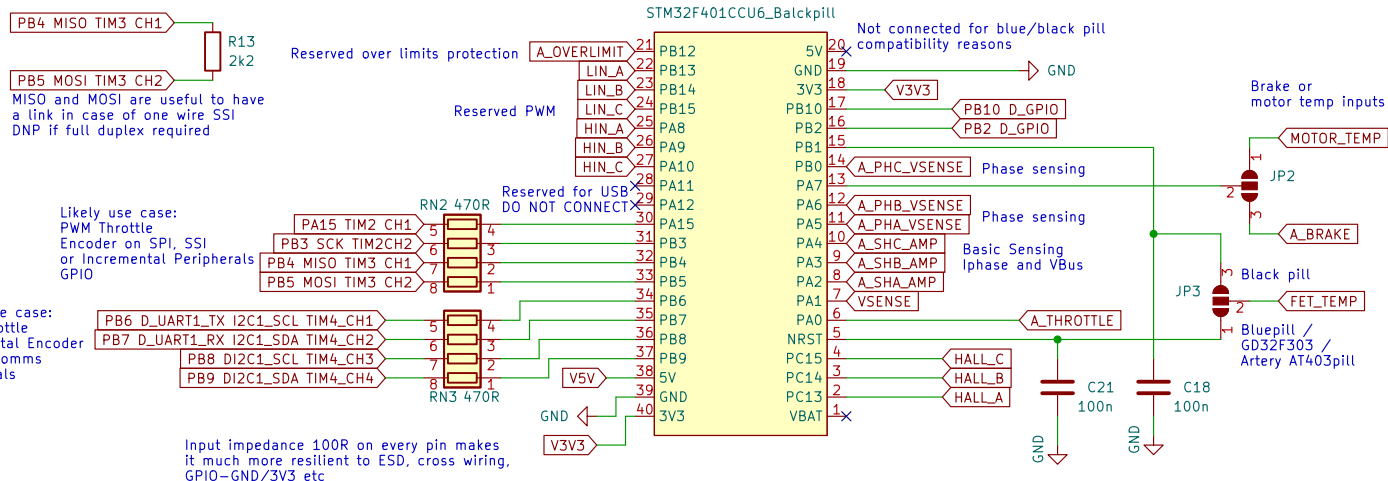 STM32F401CCU6_Balckpill
PB4 MISO TIM3 CH1
R13
2k2
PB5 MOSI TIM3 CH2
MISO and MOSI are useful to have
a link in case of one wire SSI
DNP if full duplex required
Reserved over limits protection
Reserved PWM
A_OVERLIMIT
LIN_A
LIN_B
LIN_C
HIN_A
HIN_B
HIN_C
Reserved for USB
DO NOT CONNECT
Likely use case:
PWM Throttle
Encoder on SPI, SSI
or Incremental Peripherals
GPIO
RN2 470R
PA15 TIM2 CH1
5
4
PB3 SCK TIM2CH2
6
3
PB4 MISO TIM3 CH1
7
2
PB5 MOSI TIM3 CH2
8
1
e case:
ottle
tal Encoder
omms
als
PB6 D_UART1_TX I2C1_SCL TIM4_CH1
5
4
PB7 D_UART1_RX I2C1_SDA TIM4_CH2
6
3
PB8 DI2C1_SCL TIM4_CH3
7
2
PB9 DI2C1_SDA TIM4_CH4
8
1
RN3 470R
V5V
GND
V3V3
Input impedance 100R on every pin makes
it much more resilient to ESD, cross wiring,
GPIO-GND/3V3 etc
21 PB12
22 PB13
23 PB14
24 PB15
25 PA8
26 PA9
27 PA10
28 PA11
29 PA12
30 PA15
31 PB3
32 PB4
33 PB5
34 PB6
35 PB7
36 PB8
37 PB9
38 5V
39 GND
40 3V3
5V 20
GND 19
3V3 18
PB10 17
PB2 16
PB1 15
PB0 14
PA7 13
PA6 12
PA5 11
PA4 10
PA3 9
PA2 8
PA1 7
PA0 6
NRST 5
PC15 4
PC14 3
PC13 2
VBAT 1
Not connected for blue/black pill
compatibility reasons
GND
V3V3
PB10 D_GPIO
PB2 D_GPIO
A_PHC_VSENSE
Phase sensing
A_PHB_VSENSE
A_PHA_VSENSE
Phase sensing
A_SHC_AMP
A_SHB_AMP
A_SHA_AMP
Basic Sensing
Iphase and VBus
VSENSE
A_THROTTLE
HALL_C
HALL_B
HALL_A
Brake or
motor temp inputs
MOTOR_TEMP
1
JP2
2
3
A_BRAKE
Black pill
3
JP3
2
FET_TEMP
1
Bluepill /
GD32F303 /
Artery AT403pill
C21
100n
GND
C18
100n
GND